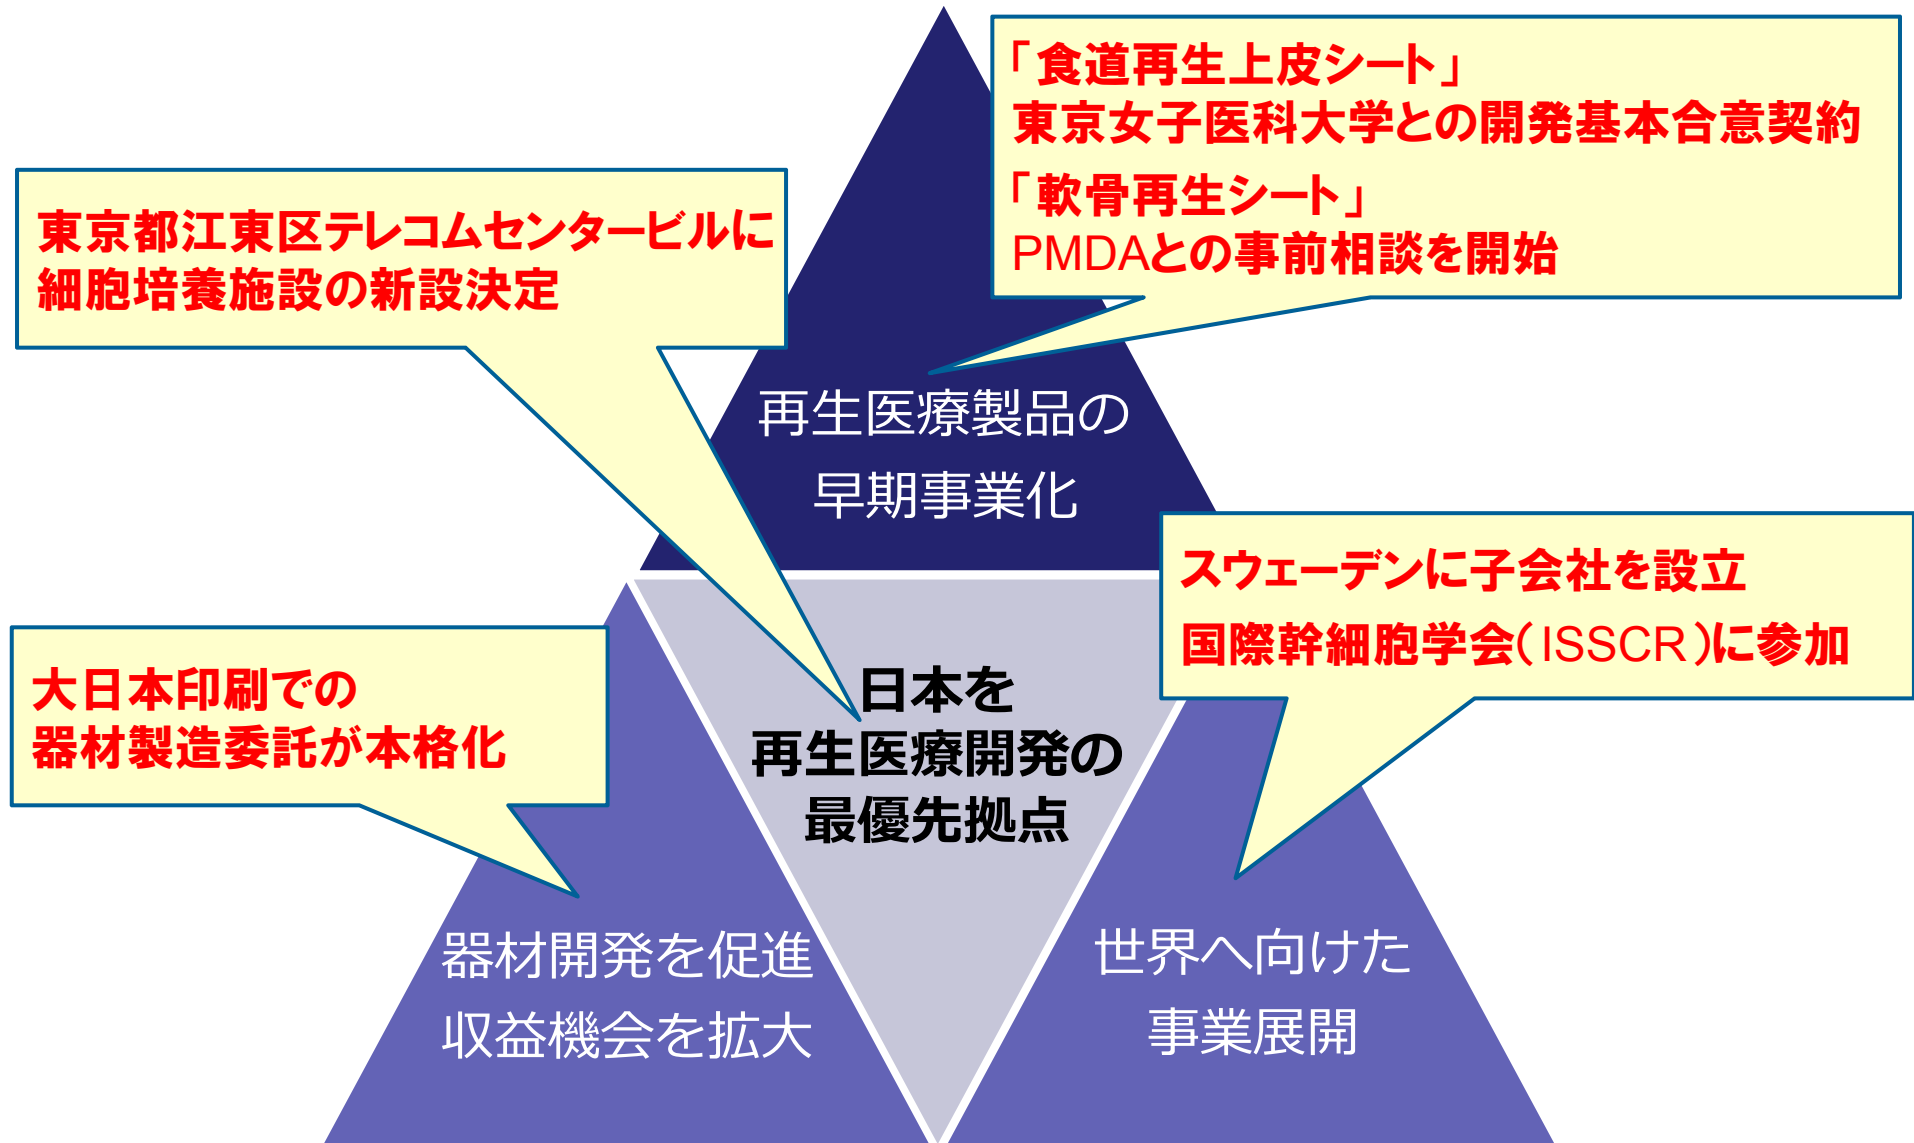 「食道再生上皮シート」
東京女子医科大学との開発基本合意契約
「軟骨再生シート」
PMDAとの事前相談を開始
東京都江東区テレコムセンタービルに
細胞培養施設の新設決定
再生医療製品の
早期事業化
スウェーデンに子会社を設立
国際幹細胞学会(ISSCR)に参加
大日本印刷での
器材製造委託が本格化
日本を
再生医療開発の
最優先拠点
器材開発を促進
収益機会を拡大
世界へ向けた
事業展開